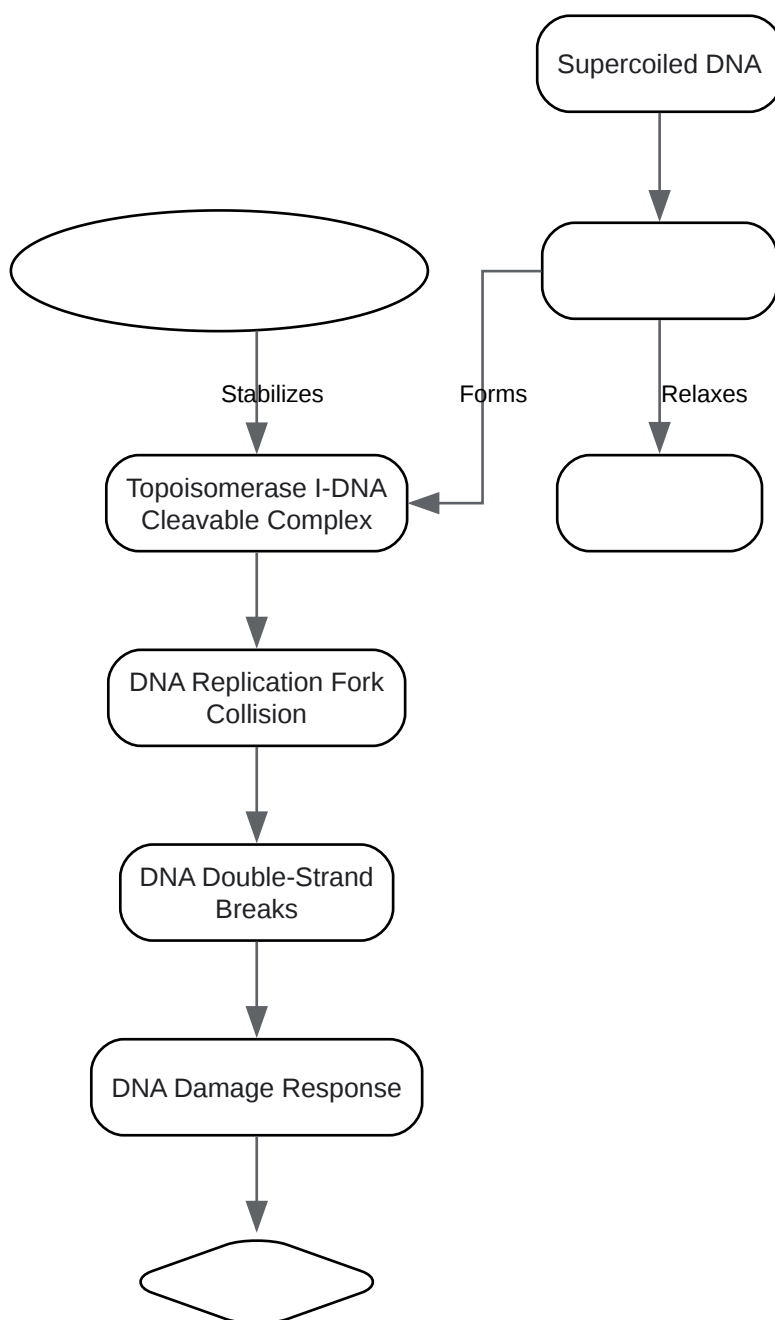 Supercoiled DNA
Stabilizes
Forms
Relaxes
Topoisomerase I-DNA
Cleavable Complex
DNA Replication Fork
Collision
DNA Double-Strand
Breaks
DNA Damage Response